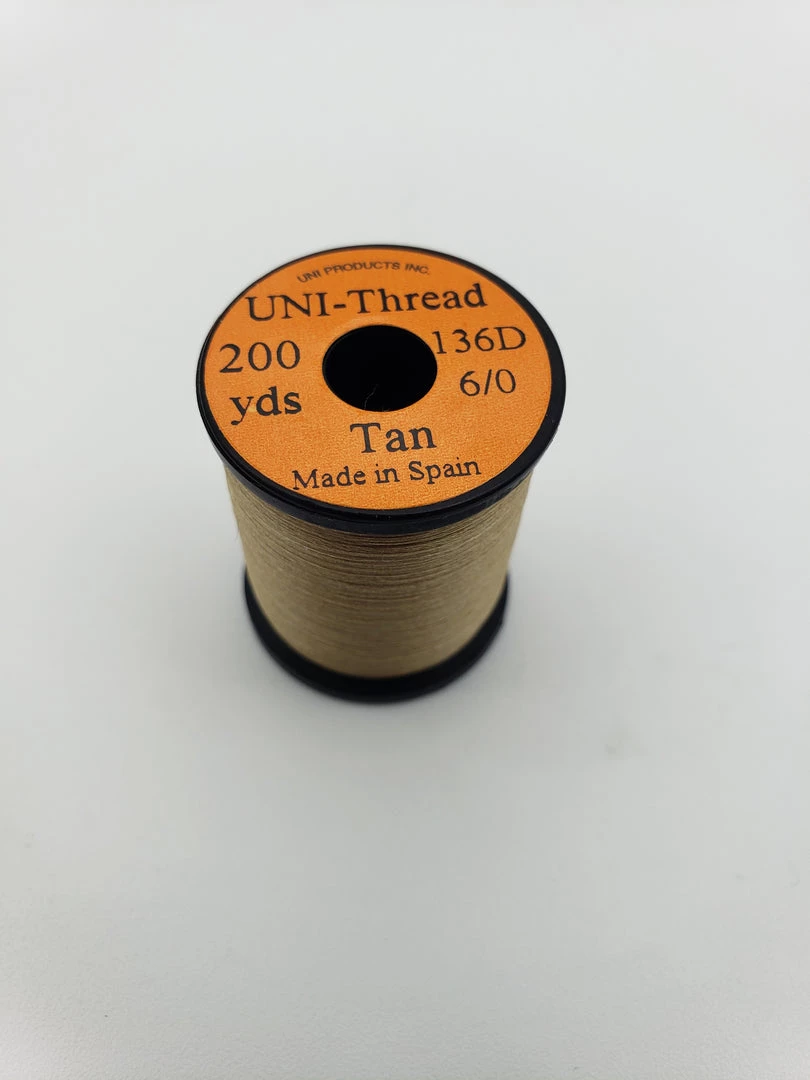 UNI PRODUCTS INC.
UNI-Thread
200
yds
136D
6/0
Tan
Made in Spain